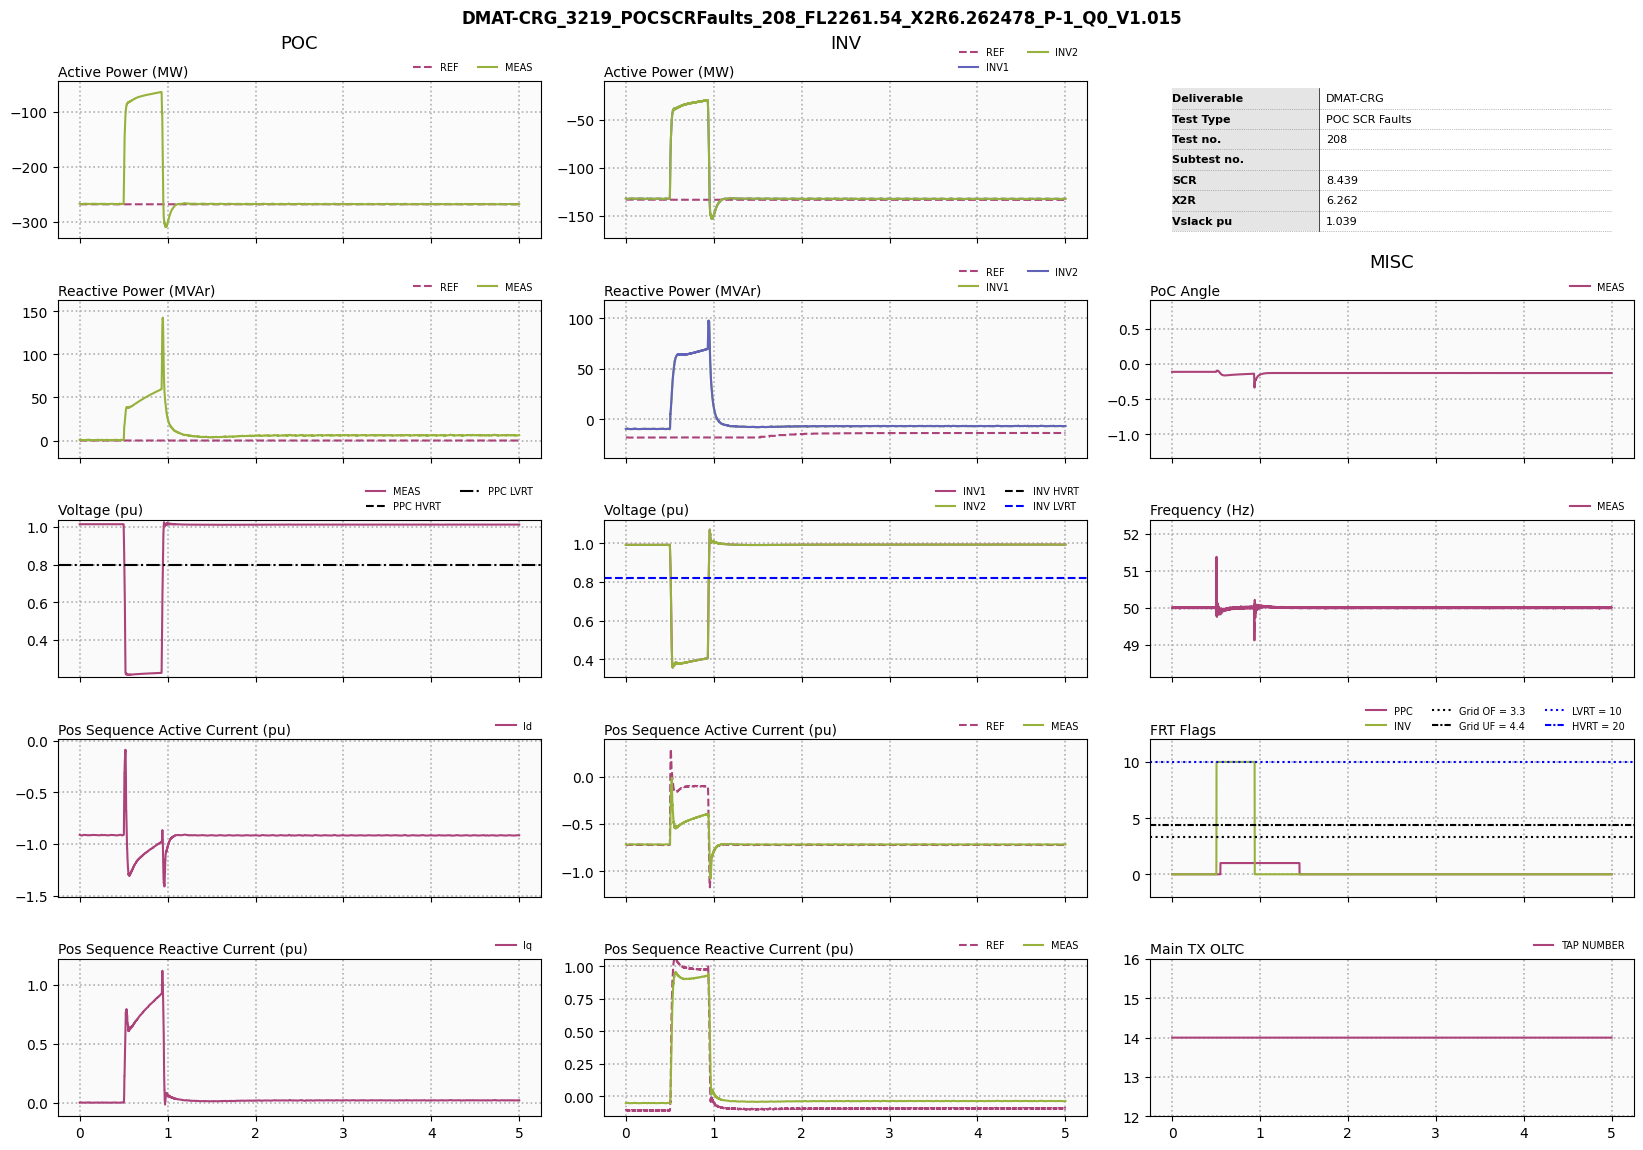 DMAT-CRG_3219_POCSCRFaults_208_FL2261.54_X2R6.262478_P-1_Q0_V1.015
POC
INV
Active Power (MW)
REF
MEAS
−100
−200
−300
Active Power (MW)
REF
INV1
INV2
−50
−100
−150
Deliverable DMAT-CRG
Test Type POC SCR Faults
Test no. 208
Subtest no.
SCR 8.439
X2R 6.262
Vslack pu 1.039
Reactive Power (MVAr)
REF
MEAS
150
100
50
0
Reactive Power (MVAr)
REF
INV1
INV2
100
50
0
MISC
PoC Angle
MEAS
0.5
0.0
−0.5
−1.0
Voltage (pu)
MEAS
PPC HVRT
PPC LVRT
1.0
0.8
0.6
0.4
Voltage (pu)
INV1
INV2
INV HVRT
INV LVRT
1.0
0.8
0.6
0.4
Frequency (Hz)
MEAS
52
51
50
49
Pos Sequence Active Current (pu)
Id
0.0
−0.5
−1.0
−1.5
Pos Sequence Active Current (pu)
REF
MEAS
0.0
−0.5
−1.0
FRT Flags
PPC
INV
Grid OF = 3.3
Grid UF = 4.4
LVRT = 10
HVRT = 20
10
5
0
Pos Sequence Reactive Current (pu)
Iq
1.0
0.5
0.0
0 1 2 3 4 5
Pos Sequence Reactive Current (pu)
REF
MEAS
1.00
0.75
0.50
0.25
0.00
0 1 2 3 4 5
Main TX OLTC
TAP NUMBER
16
15
14
13
12
0 1 2 3 4 5